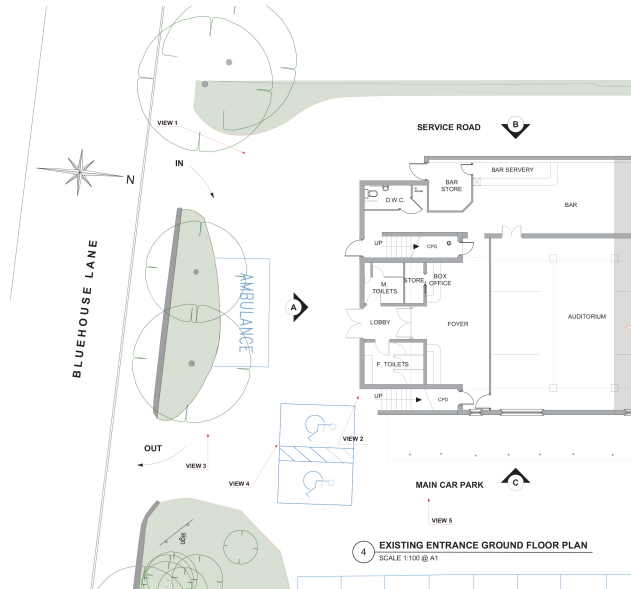 VIEW 1
SERVICE ROAD
B
IN
N
BAR SERVERY
BAR
STORE
D.W.C.
BAR
UP
CPD
BLUEHOUSE LANE
AMBULANCE
M.
TOILETS
STORE
BOX
OFFICE
A
LOBBY
FOYER
AUDITORIUM
F. TOILETS
UP
CPD
OUT
VIEW 2
VIEW 3
VIEW 4
MAIN CAR PARK
C
VIEW 5
sign
4
EXISTING ENTRANCE GROUND FLOOR PLAN
SCALE 1:100 @ A1